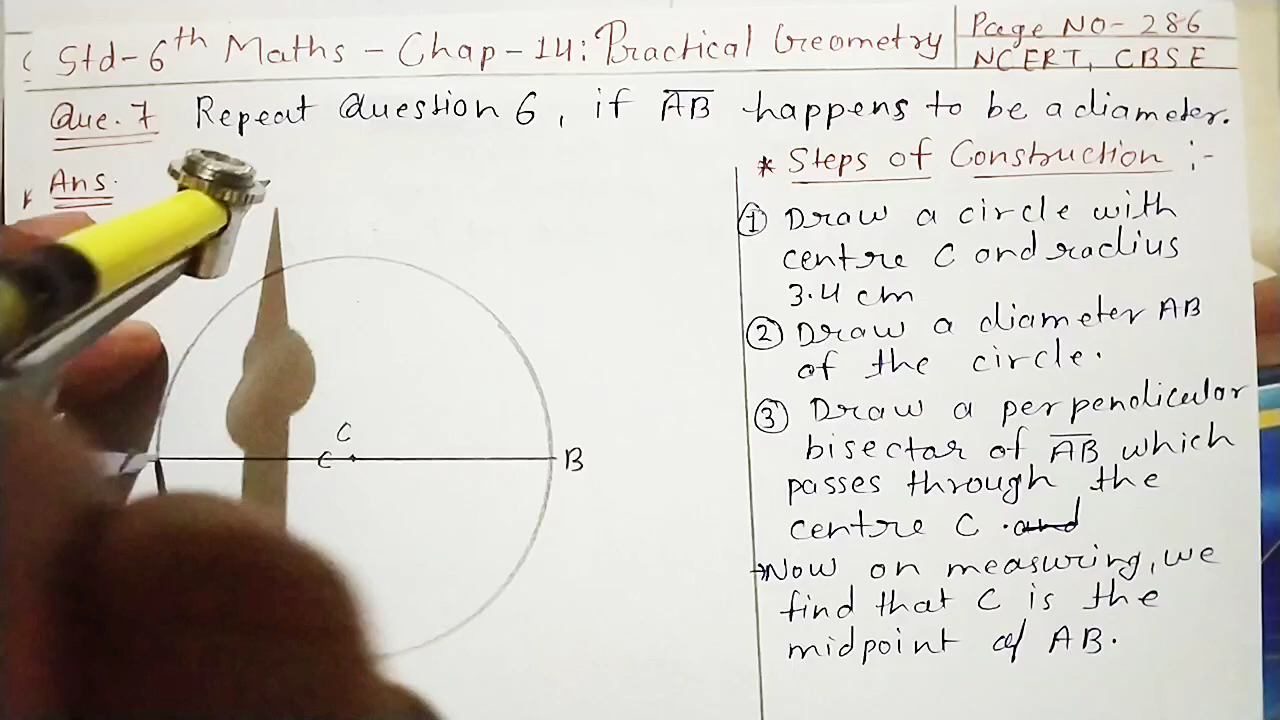 Std-6th Maths - Chap-14: Practical Geometry
Page NO- 286
NCERT, CBSE
Que. 7 Repeat Question 6, if AB happens to be a diameter.
Ans.
* Steps of Construction :-
① Draw a circle with
centre C and radius
3.4 cm
② Draw a diameter AB
of the circle.
③ Draw a perpendicular
bisector of AB which
passes through the
centre C. and
→Now on measuring, we
find that C is the
midpoint of AB.
C
B